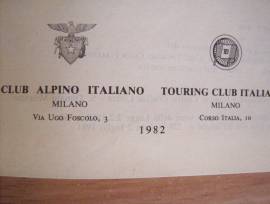 CLUB ALPINO ITALIANO
MILANO
VIA UGO FOSCOLO, 3
TOURING CLUB ITALIA
MILANO
CORSO ITALIA, 10
1982